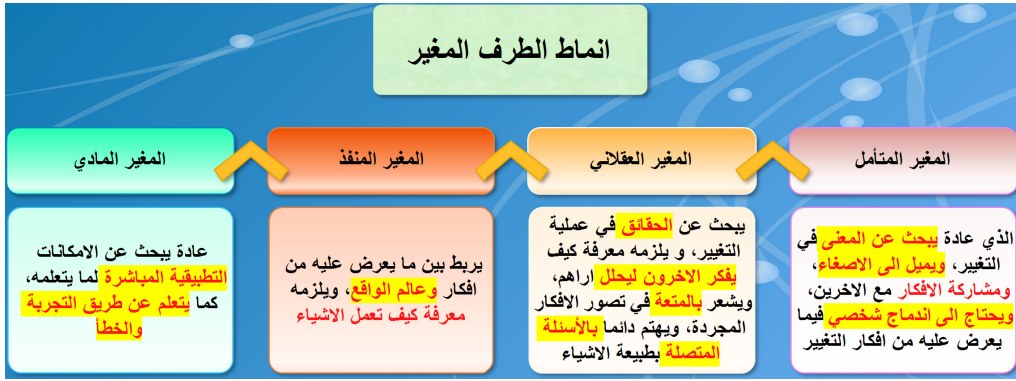 انماط الطرف المغير
المغير المتأمل
الذي عادة يبحث عن المعنى في
التغيير، ويميل الى الاصغاء،
ومشاركة الافكار مع الاخرين،
ويحتاج الى اندماج شخصي فيما
يعرض عليه من افكار التغيير
المغير العقلاني
يبحث عن الحقائق في عملية
التغيير، و يلزمه معرفة كيف
يفكر الاخرون ليحلل اراهم،
ويشعر بالمتعة في تصور الافكار
المجردة، ويهتم دائما بالأسئلة
المتصلة بطبيعة الاشياء
المغير المنفذ
يربط بين ما يعرض عليه من
افكار وعالم الواقع، ويلزمه
معرفة كيف تعمل الاشياء
المغير المادي
عادة يبحث عن الامكانات
التطبيقية المباشرة لما يتعلمه،
كما يتعلم عن طريق التجربة
والخطأ